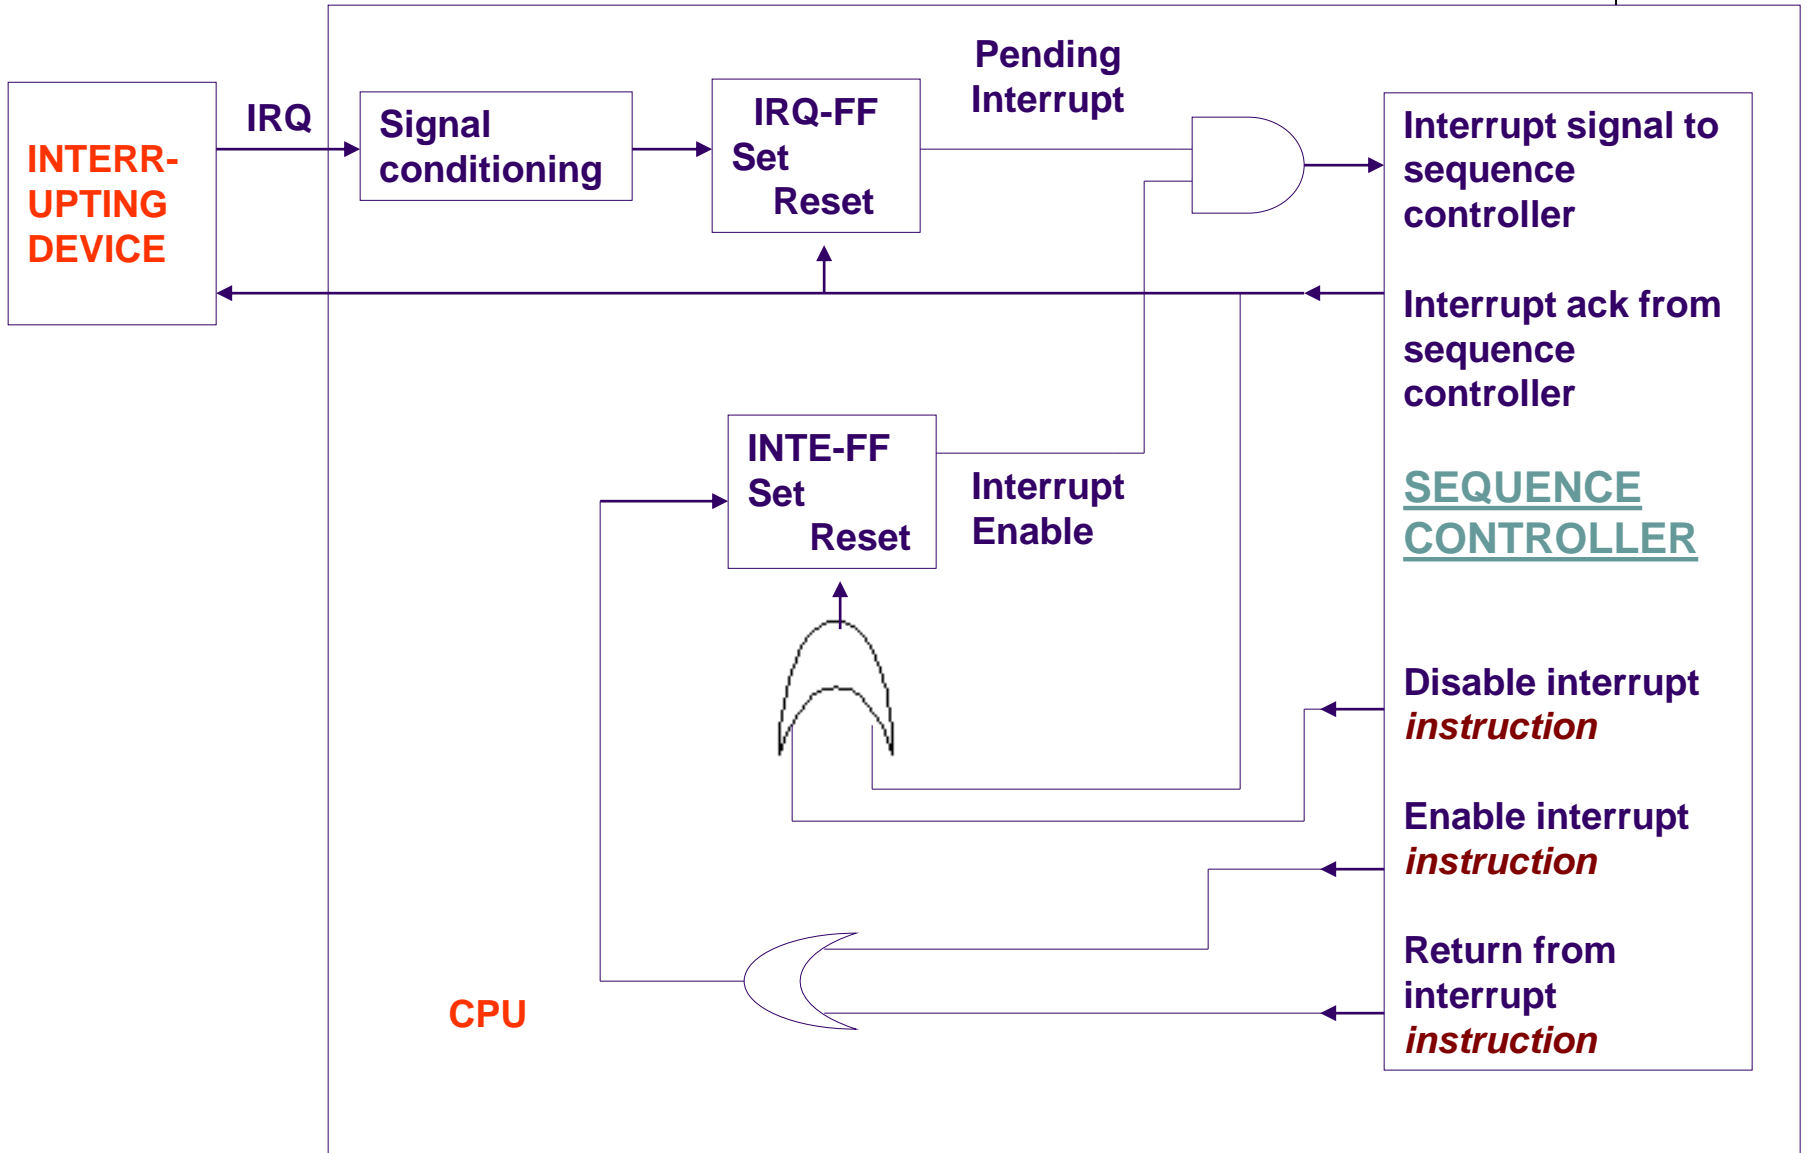 INTERR-
UPTING
DEVICE
IRQ
Signal
conditioning
IRQ-FF
Set
Reset
Pending
Interrupt
INTE-FF
Set
Reset
Interrupt
Enable
CPU
Interrupt signal to
sequence
controller
Interrupt ack from
sequence
controller
SEQUENCE
CONTROLLER
Disable interrupt
instruction
Enable interrupt
instruction
Return from
interrupt
instruction